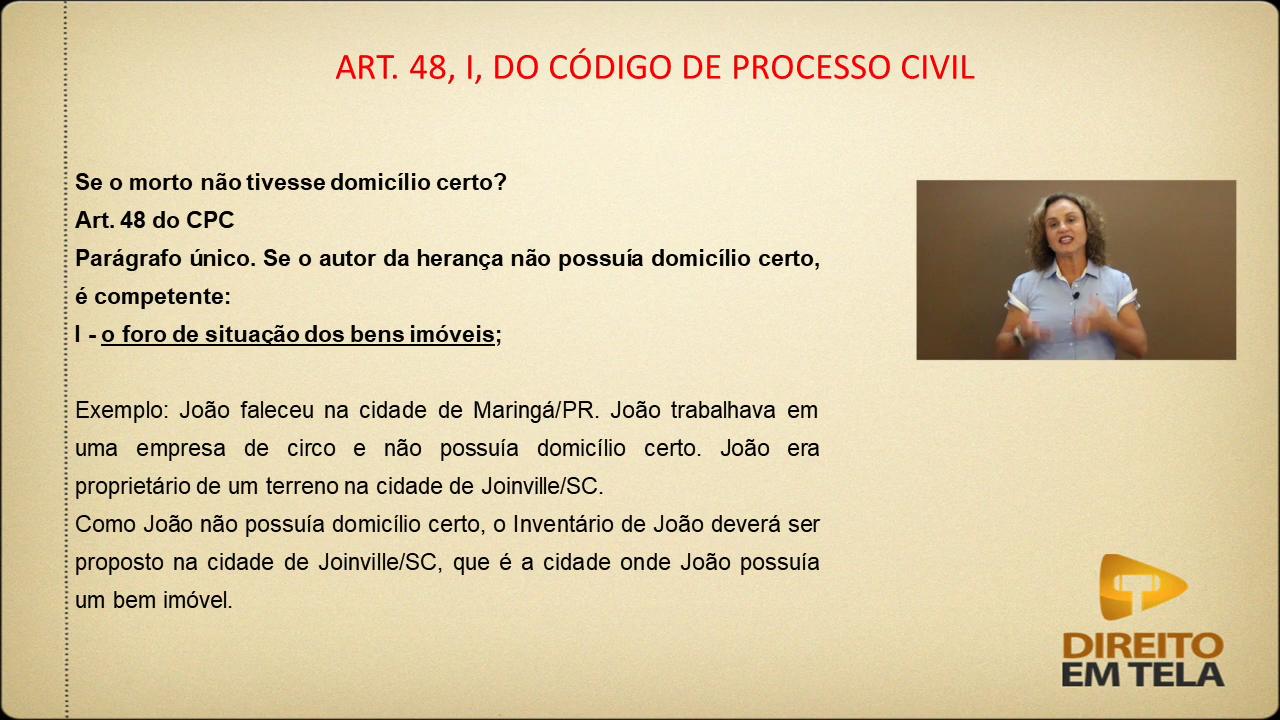 ART. 48, I, DO CÓDIGO DE PROCESSO CIVIL
Se o morto não tivesse domicílio certo?
Art. 48 do CPC
Parágrafo único. Se o autor da herança não possuía domicílio certo,
é competente:
I - o foro de situação dos bens imóveis;
Exemplo: João faleceu na cidade de Maringá/PR. João trabalhava em
uma empresa de circo e não possuía domicílio certo. João era
proprietário de um terreno na cidade de Joinville/SC.
Como João não possuía domicílio certo, o Inventário de João deverá ser
proposto na cidade de Joinville/SC, que é a cidade onde João possuía
um bem imóvel.
DIREITO
EM TELA